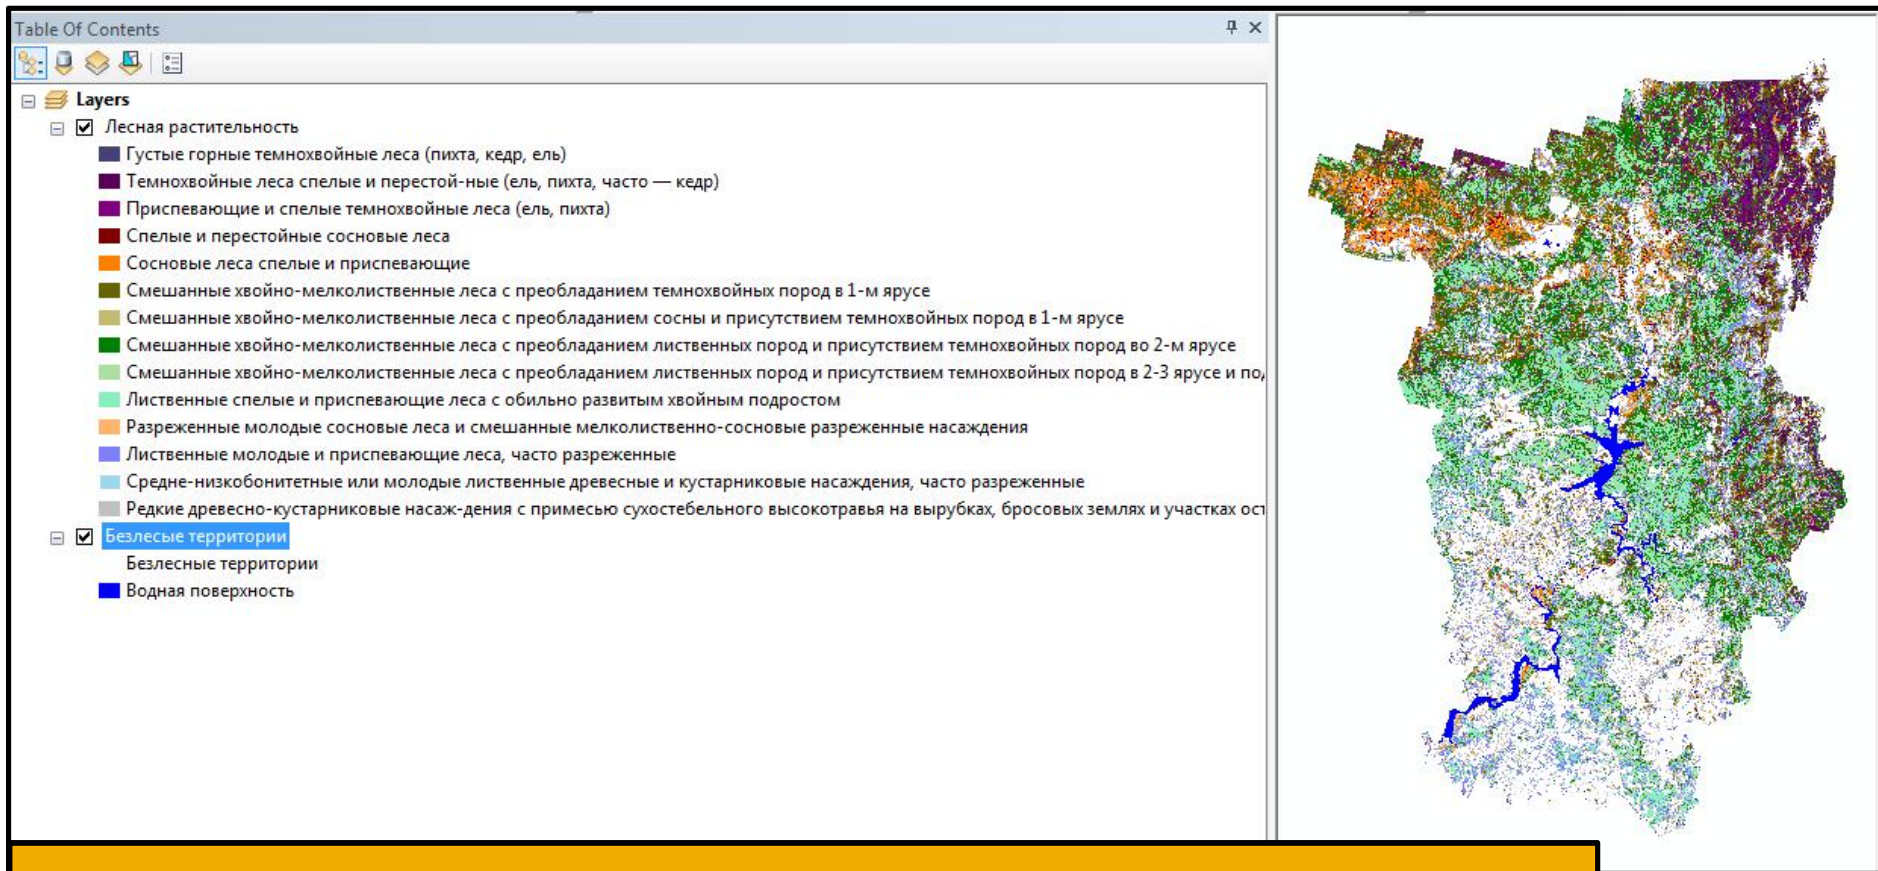 Table Of Contents
Layers
Лесная растительность
Густые горные темнохвойные леса (пихта, кедр, ель)
Темнохвойные леса спелые и перестой-ные (ель, пихта, часто — кедр)
Приспевающие и спелые темнохвойные леса (ель, пихта)
Спелые и перестойные сосновые леса
Сосновые леса спелые и приспевающие
Смешанные хвойно-мелколиственные леса с преобладанием темнохвойных пород в 1-м ярусе
Смешанные хвойно-мелколиственные леса с преобладанием сосны и присутствием темнохвойных пород в 1-м ярусе
Смешанные хвойно-мелколиственные леса с преобладанием лиственных пород и присутствием темнохвойных пород во 2-м ярусе
Смешанные хвойно-мелколиственные леса с преобладанием лиственных пород и присутствием темнохвойных пород в 2-3 ярусе и
Лиственные спелые и приспевающие леса с обильно развитым хвойным подростом
Разреженные молодые сосновые леса и смешанные мелколиственно-сосновые разреженные насаждения
Лиственные молодые и приспевающие леса, часто разреженные
Средне-низкобонитетные или молодые лиственные древесные и кустарниковые насаждения, часто разреженные
Редкие древесно-кустарниковые насаж-дения с примесью сухостебельного высокотравья на вырубках, бросовых землях и участках
Безлесые территории
Безлесные территории
Водная поверхность